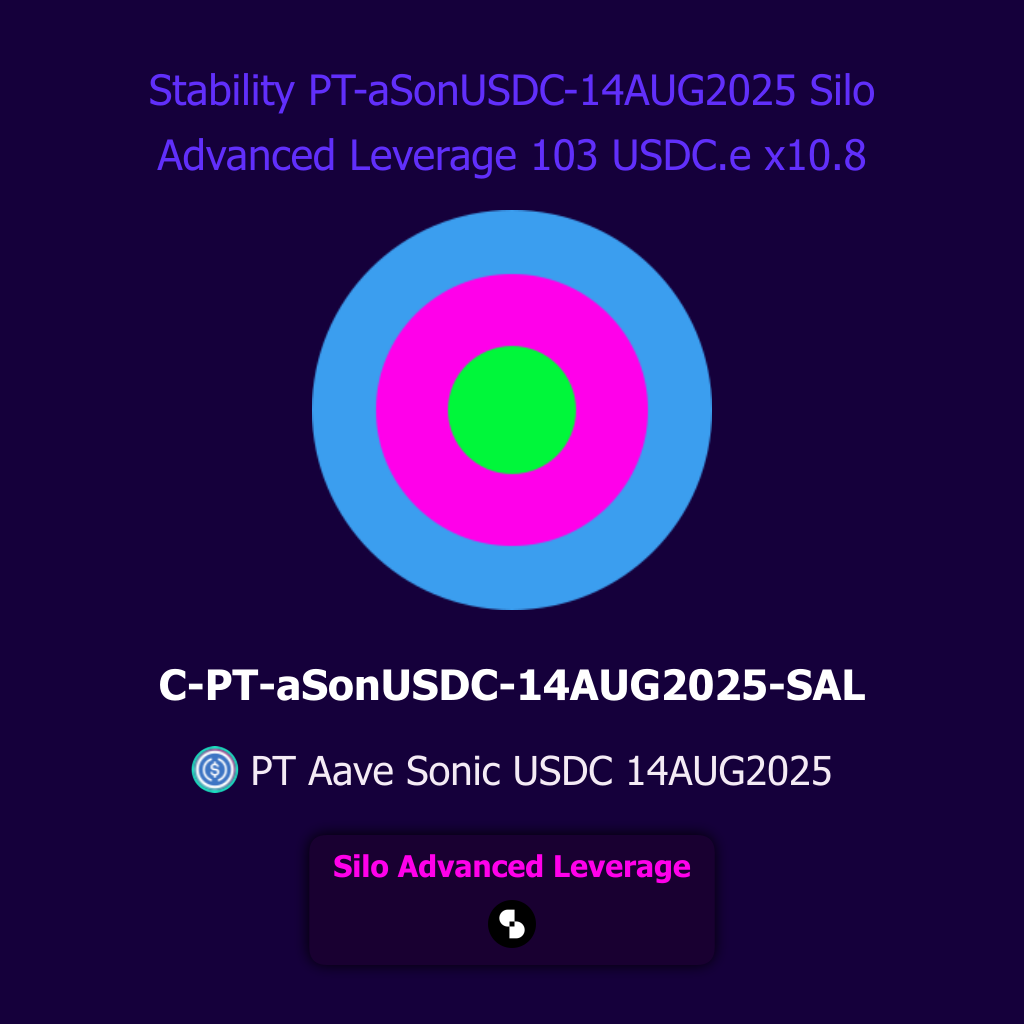 Stability PT-aSonUSDC-14AUG2025 Silo
Advanced Leverage 103 USDC.e x10.8
C-PT-aSonUSDC-14AUG2025-SAL
PT Aave Sonic USDC 14AUG2025
Silo Advanced Leverage